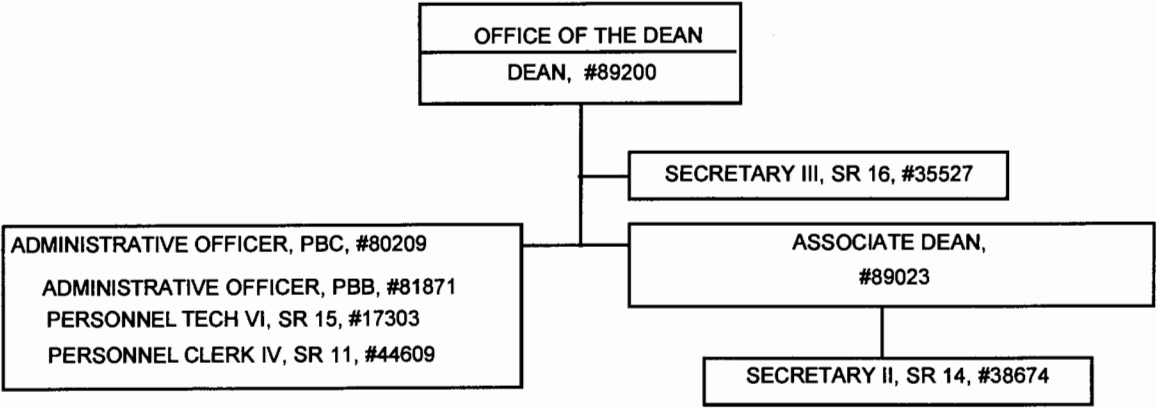 OFFICE OF THE DEAN
DEAN, #89200
SECRETARY III, SR 16, #35527
ADMINISTRATIVE OFFICER, PBC, #80209
ADMINISTRATIVE OFFICER, PBB, #81871
PERSONNEL TECH VI, SR 15, #17303
PERSONNEL CLERK IV, SR 11, #44609
ASSOCIATE DEAN,
#89023
SECRETARY II, SR 14, #38674